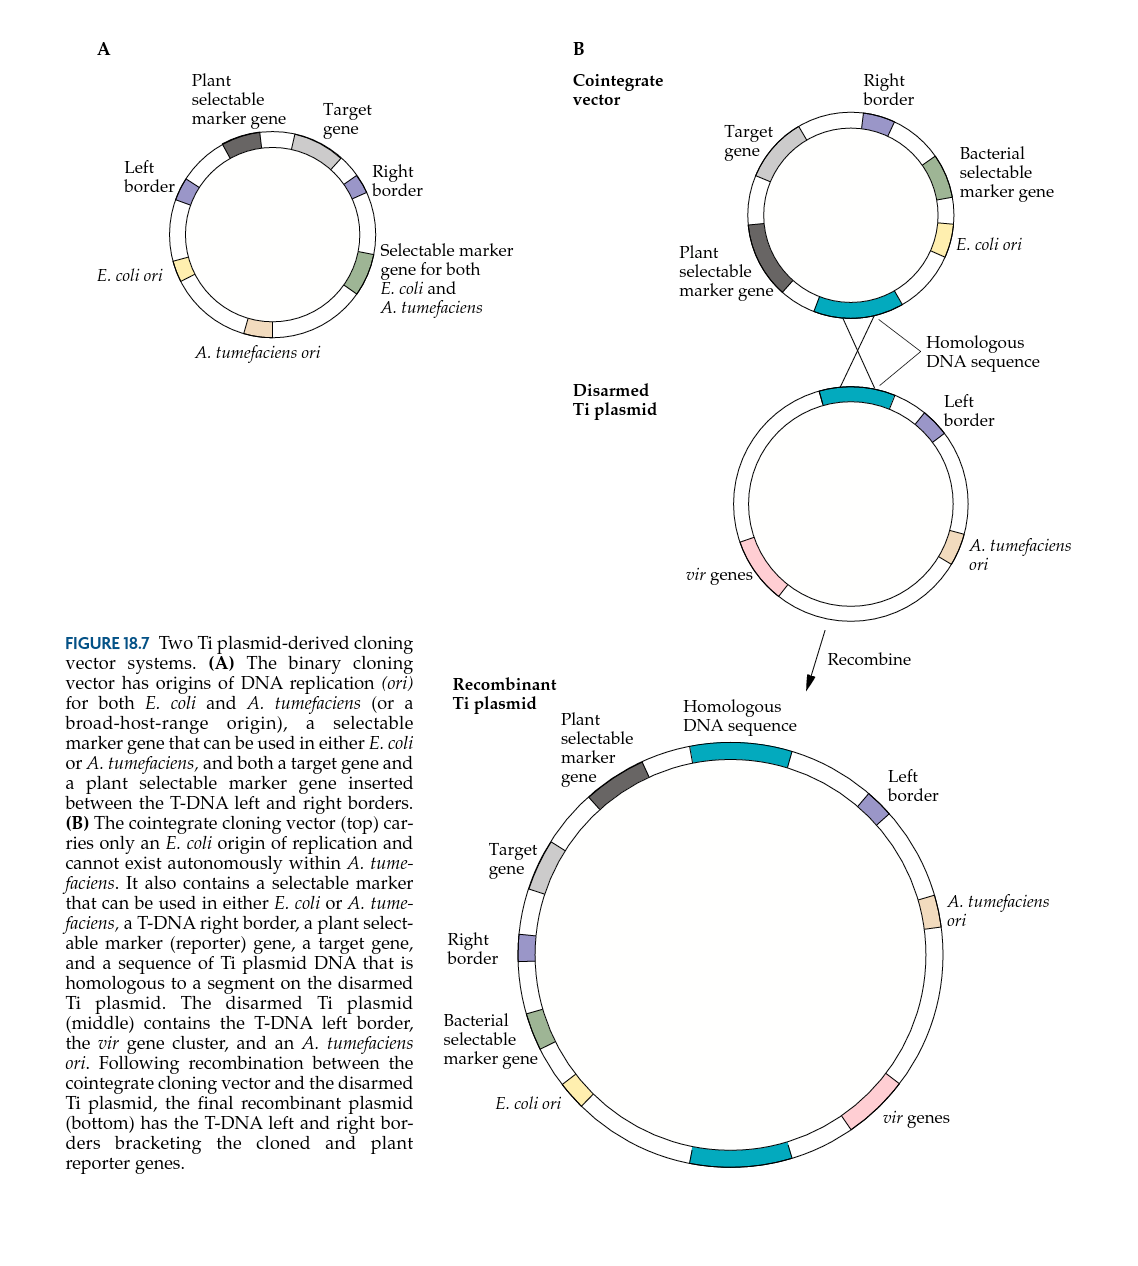 A
Plant
selectable
marker gene
Target
gene
Left
border
Right
border
Selectable marker
gene for both
E. coli and
A. tumefaciens
E. coli ori
A. tumefaciens ori
B
Cointegrate
vector
Right
border
Target
gene
Bacterial
selectable
marker gene
E. coli ori
Plant
selectable
marker gene
Homologous
DNA sequence
Disarmed
Ti plasmid
Left
border
A. tumefaciens
ori
vir genes
Recombine
Recombinant
Ti plasmid
Homologous
DNA sequence
Plant
selectable
marker
gene
Left
border
Target
gene
A. tumefaciens
ori
Right
border
Bacterial
selectable
marker gene
E. coli ori
vir genes
FIGURE 18.7 Two Ti plasmid-derived cloning
vector systems. (A) The binary cloning
vector has origins of DNA replication (ori)
for both E. coli and A. tumefaciens (or a
broad-host-range origin), a selectable
marker gene that can be used in either E. coli
or A. tumefaciens, and both a target gene and
a plant selectable marker gene inserted
between the T-DNA left and right borders.
(B) The cointegrate cloning vector (top) car-
ries only an E. coli origin of replication and
cannot exist autonomously within A. tume-
faciens. It also contains a selectable marker
that can be used in either E. coli or A. tume-
faciens, a T-DNA right border, a plant select-
able marker (reporter) gene, a target gene,
and a sequence of Ti plasmid DNA that is
homologous to a segment on the disarmed
Ti plasmid. The disarmed Ti plasmid
(middle) contains the T-DNA left border,
the vir gene cluster, and an A. tumefaciens
ori. Following recombination between the
cointegrate cloning vector and the disarmed
Ti plasmid, the final recombinant plasmid
(bottom) has the T-DNA left and right bor-
ders bracketing the cloned and plant
reporter genes.